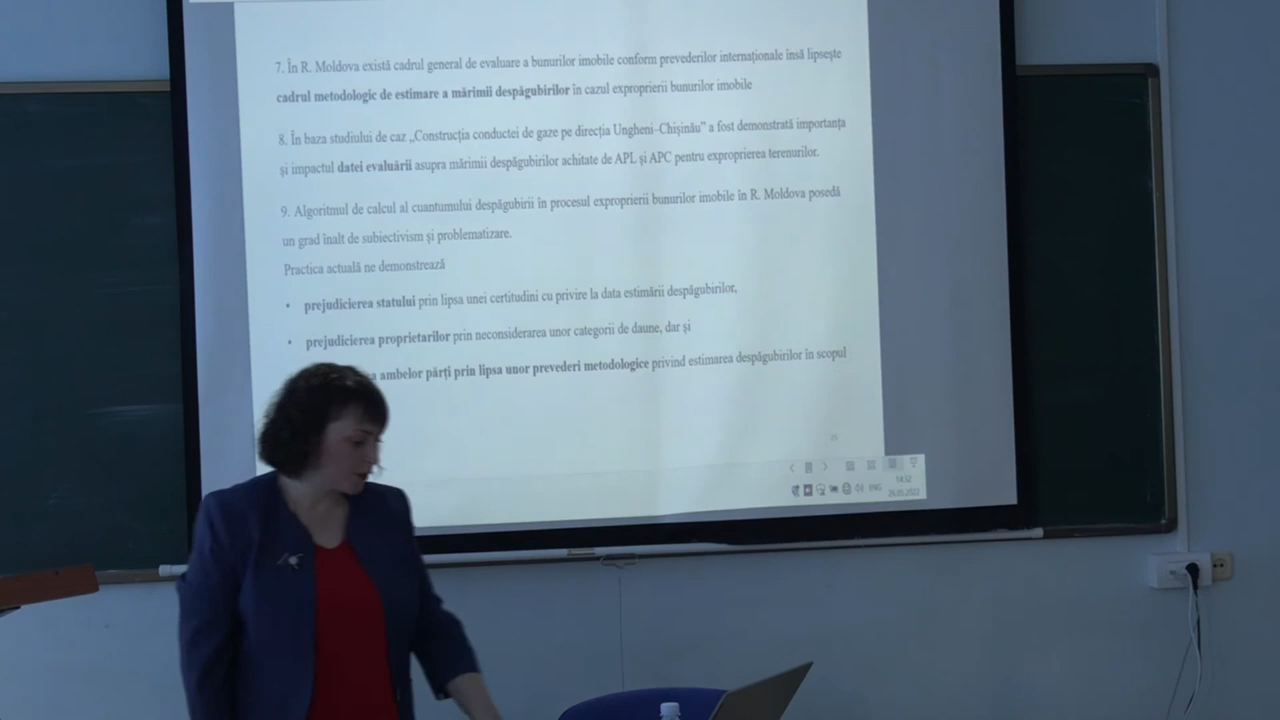 7. În R. Moldova există cadrul general de evaluare a bunurilor imobile conform prevederilor internaționale însă lipsește
cadrul metodologic de estimare a mărimii despăgubirilor în cazul exproprierii bunurilor imobile
8. În baza studiului de caz „Construcția conductei de gaze pe direcția Ungheni–Chișinău” a fost demonstrată importanța
și impactul datei evaluării asupra mărimii despăgubirilor achitate de APL și APC pentru exproprierea terenurilor.
9. Algoritmul de calcul al cuantumului despăgubirii în procesul exproprierii bunurilor imobile în R. Moldova posedă
un grad înalt de subiectivism și problematizare.
Practica actuală ne demonstrează
• prejudicierea statului prin lipsa unei certitudini cu privire la data estimării despăgubirilor,
• prejudicierea proprietarilor prin neconsiderarea unor categorii de daune, dar și
ambelor părți prin lipsa unor prevederi metodologice privind estimarea despăgubirilor în scopul
ENG
14:32
26.05.2022